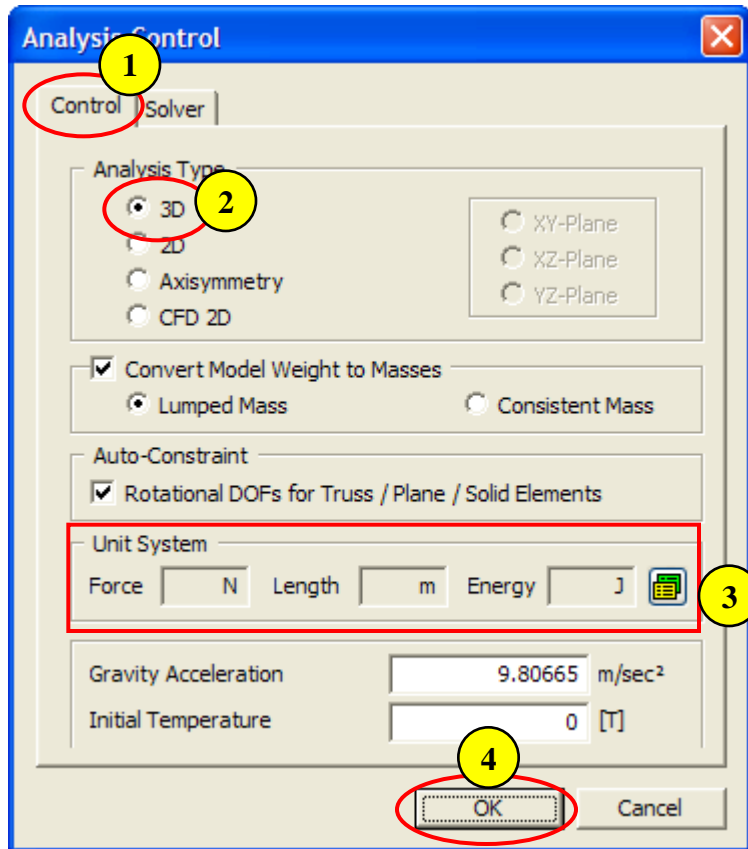 Analysis Control
1
Control Solver
Analysis Type
3D
2
2D
Axisymmetry
CFD 2D
XY-Plane
XZ-Plane
YZ-Plane
Convert Model Weight to Masses
Lumped Mass Consistent Mass
Auto-Constraint
Rotational DOFs for Truss / Plane / Solid Elements
Unit System
Force N Length m Energy J
3
Gravity Acceleration 9.80665 m/sec²
Initial Temperature 0 [T]
4
OK Cancel